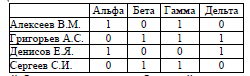 Альфа Бета Гамма Дельта
Алексеев В.М. 1 0 1 0
Григорьев А.С. 0 1 1 1
Денисов Е.Я. 1 0 0 1
Сергеев С.И. 0 1 1 0